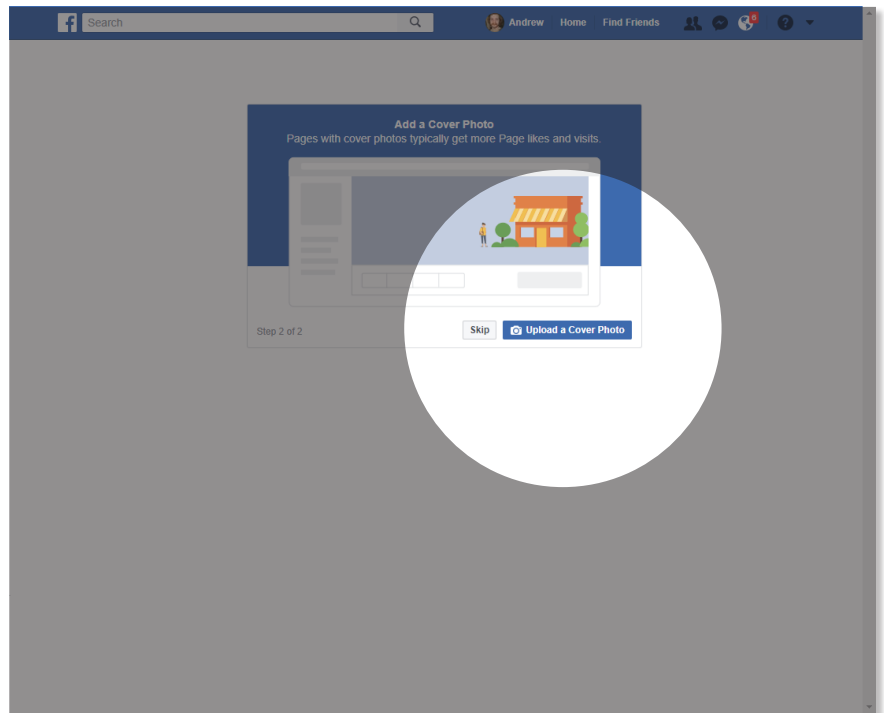 f Search Andrew Home Find Friends 6 ?
Add a Cover Photo
Pages with cover photos typically get more Page likes and visits.
Step 2 of 2 Skip Upload a Cover Photo